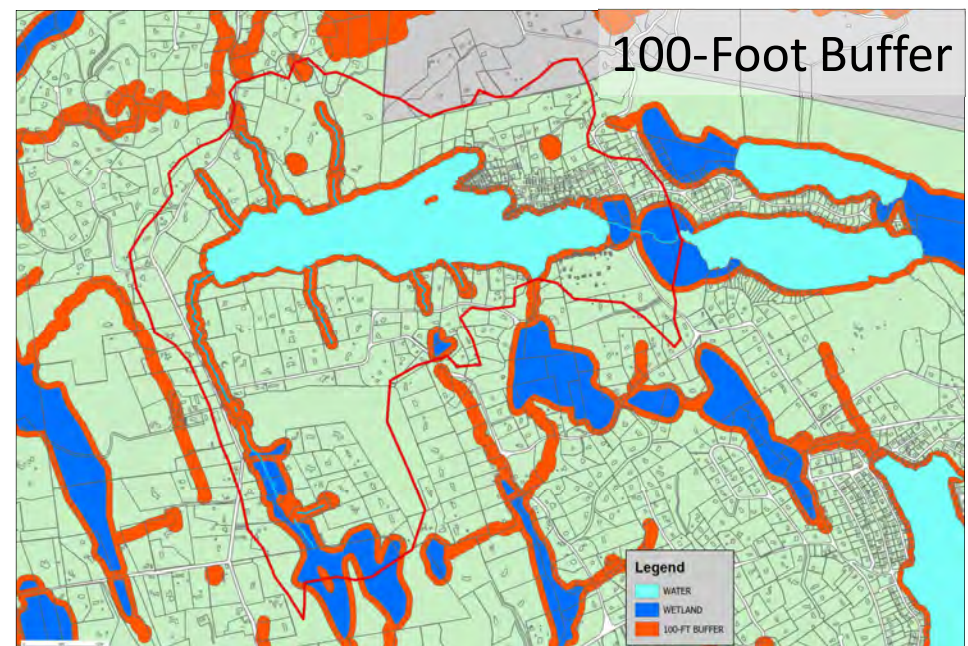 100-Foot Buffer
Legend
WATER
WETLAND
100-FT BUFFER